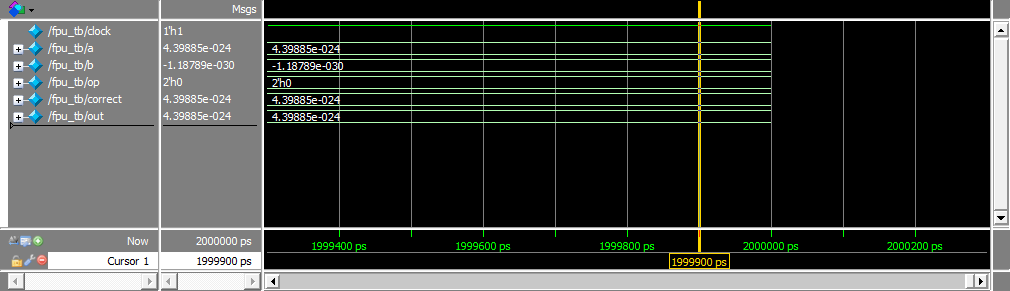 Msgs
/fpu_tb/clock 1'h1
/fpu_tb/a 4.39885e-024 4.39885e-024
/fpu_tb/b -1.18789e-030 -1.18789e-030
/fpu_tb/op 2'h0 2'h0
/fpu_tb/correct 4.39885e-024 4.39885e-024
/fpu_tb/out 4.39885e-024 4.39885e-024
Now 2000000 ps 1999400 ps 1999600 ps 1999800 ps 2000000 ps 2000200 ps
Cursor 1 1999900 ps 1999900 ps